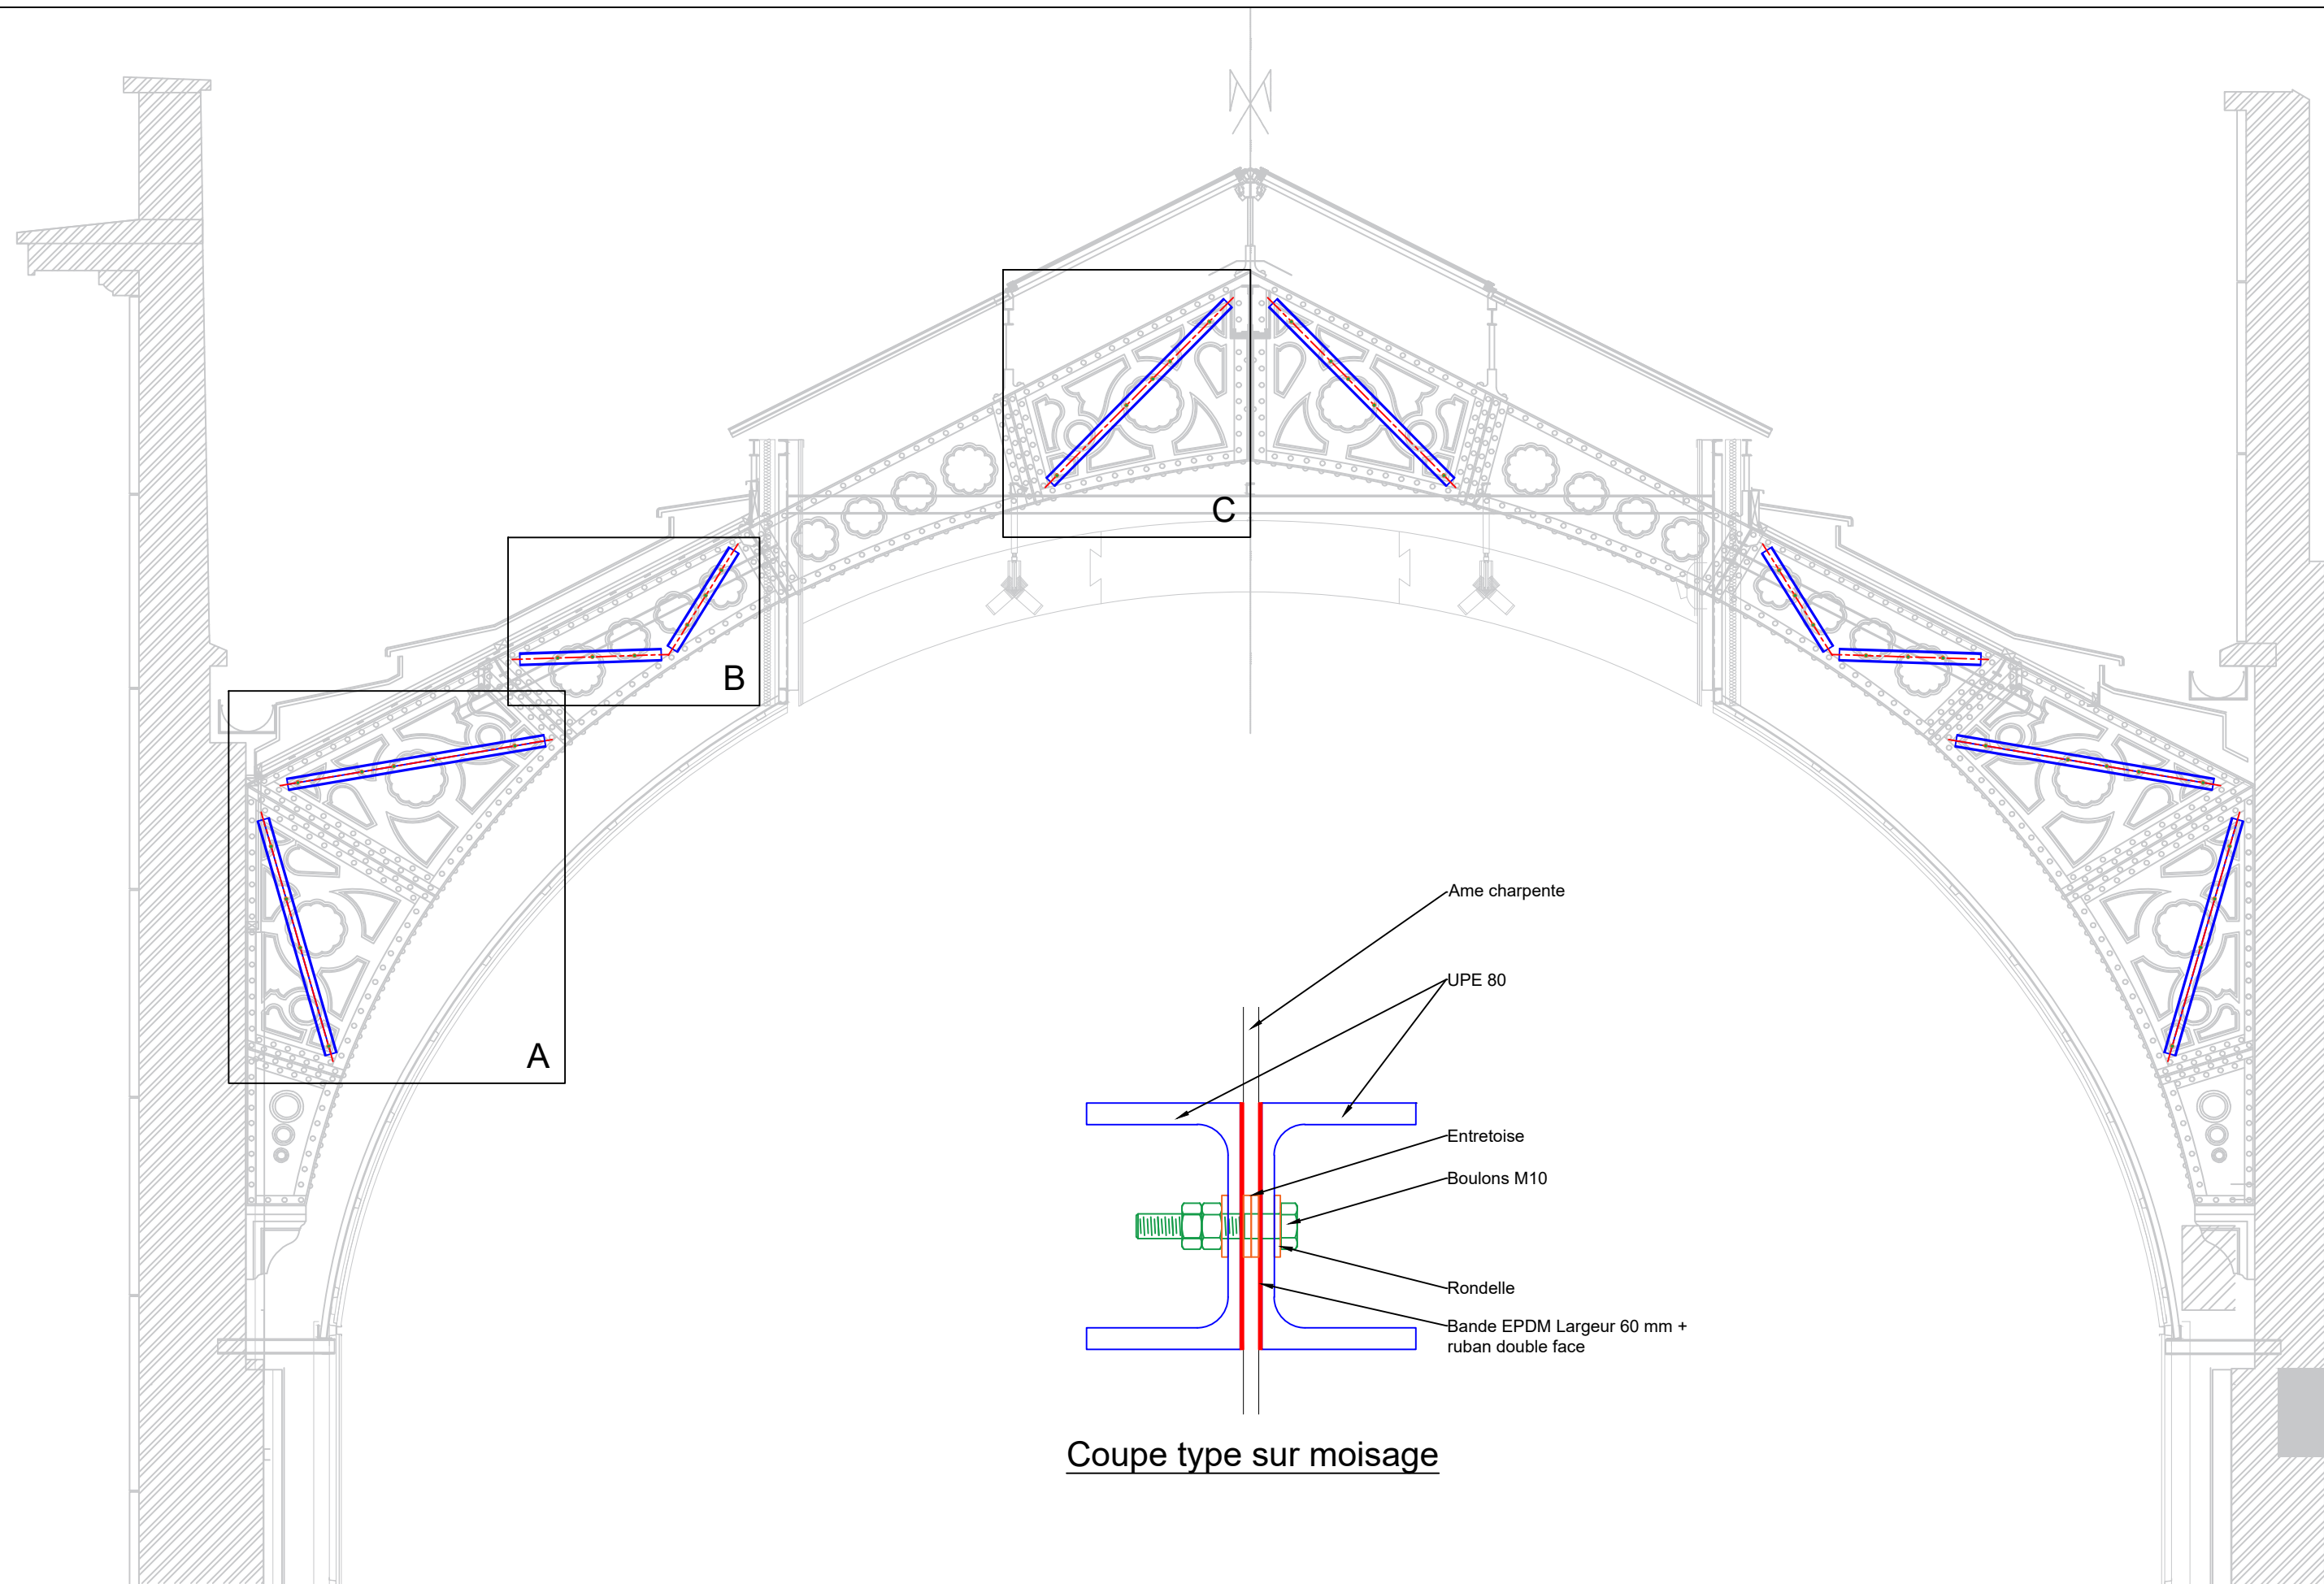 C
B
A
Ame charpente
UPE 80
Entretoise
Boulons M10
Rondelle
Bande EPDM Largeur 60 mm +
ruban double face
Coupe type sur moisage